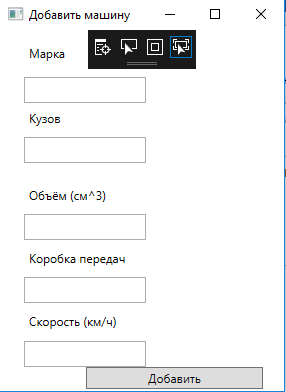 Добавить машину
Марка
Кузов
Объём (см^3)
Коробка передач
Скорость (км/ч)
Добавить